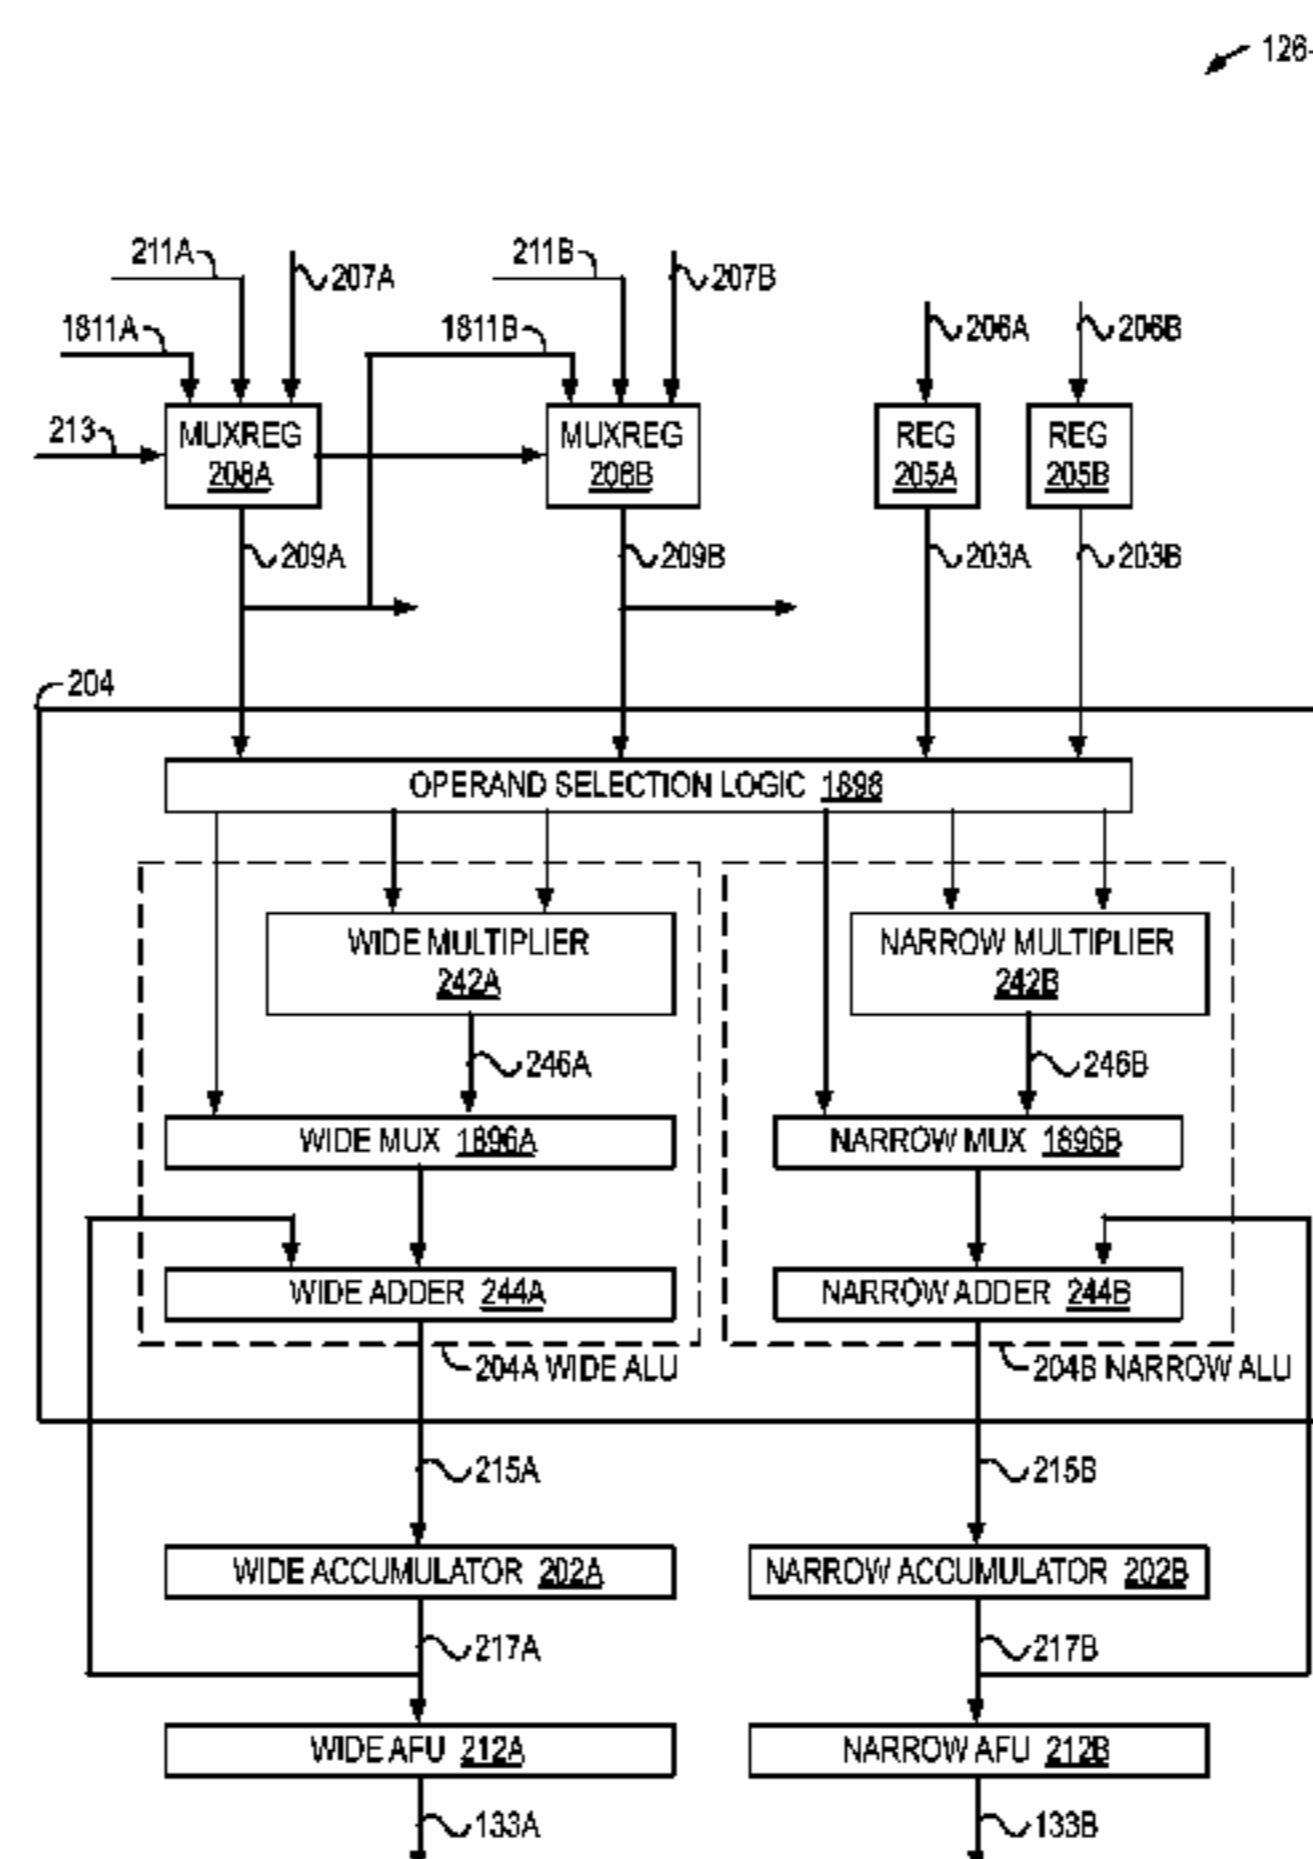 126-
211A
207A
211B
207B
1811A
1811B
206A
206B
213
MUXREG
208A
MUXREG
208B
REG
205A
REG
205B
209A
209B
203A
203B
204
OPERAND SELECTION LOGIC 1898
WIDE MULTIPLIER
242A
NARROW MULTIPLIER
242B
246A
246B
WIDE MUX 1896A
NARROW MUX 1896B
WIDE ADDER 244A
NARROW ADDER 244B
204A WIDE ALU
204B NARROW ALU
215A
215B
WIDE ACCUMULATOR 202A
NARROW ACCUMULATOR 202B
217A
217B
WIDE AFU 212A
NARROW AFU 212B
133A
133B